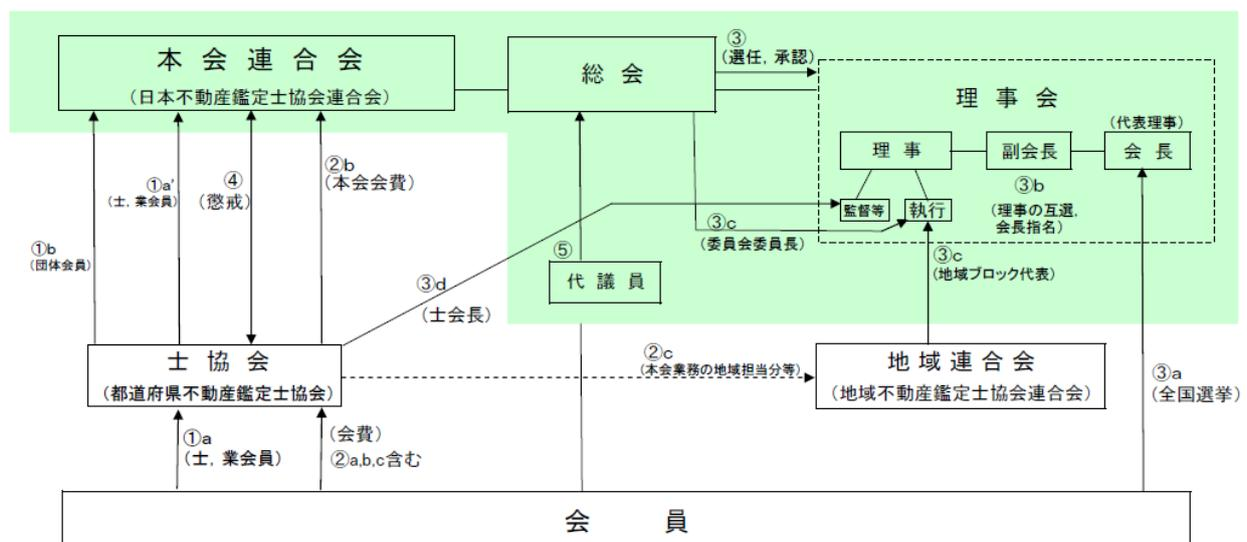 本会連合会
(日本不動産鑑定士協会連合会)
総会
③
(選任，承認)
理事会
(代表理事)
理事
副会長
会長
③b
(理事の互選，
会長指名)
監督等
執行
①b
(団体会員)
①a’
(士，業会員)
④
(懲戒)
②b
(本会会費)
③d
(士会長)
⑤
代議員
③c
(委員会委員長)
③c
(地域ブロック代表)
士協会
(都道府県不動産鑑定士協会)
②c
(本会業務の地域担当分等)
地域連合会
(地域不動産鑑定士協会連合会)
③a
(全国選挙)
①a
(士，業会員)
(会費)
②a,b,c含む
会員